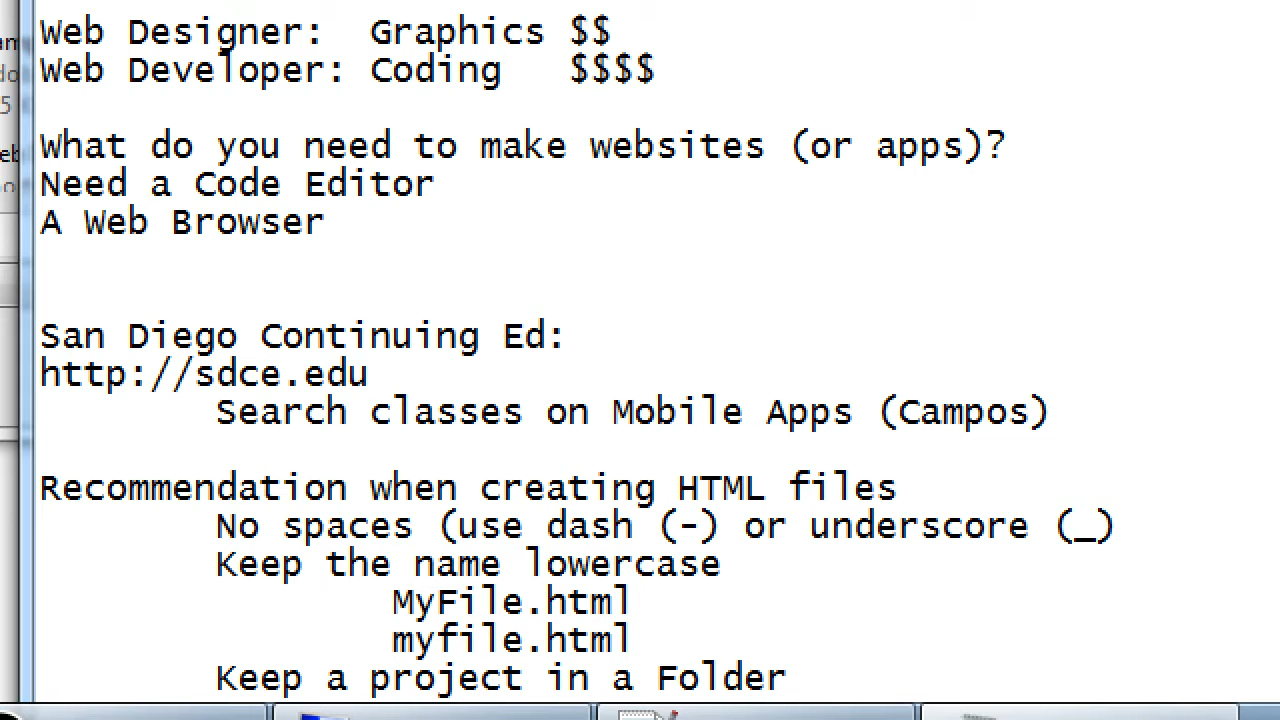 Web Designer:  Graphics $$
Web Developer: Coding   $$$$
What do you need to make websites (or apps)?
Need a Code Editor
A Web Browser
San Diego Continuing Ed:
http://sdce.edu
Search classes on Mobile Apps (Campos)
Recommendation when creating HTML files
No spaces (use dash (-) or underscore (_)
Keep the name lowercase
MyFile.html
myfile.html
Keep a project in a Folder